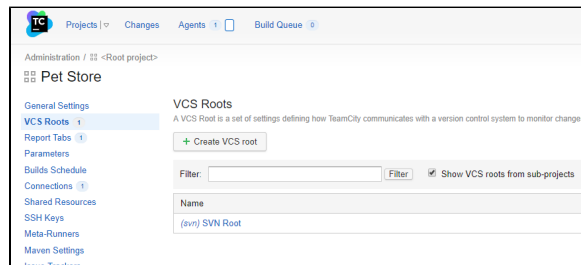 TC Projects | Changes Agents 1 Build Queue 0
Administration / <Root project>
Pet Store
General Settings
VCS Roots 1
Report Tabs 1
Parameters
Builds Schedule
Connections 1
Shared Resources
SSH Keys
Meta-Runners
Maven Settings
Issue Trackers
VCS Roots
A VCS Root is a set of settings defining how TeamCity communicates with a version control system to monitor change
+ Create VCS root
Filter: Filter Show VCS roots from sub-projects
Name
(svn) SVN Root